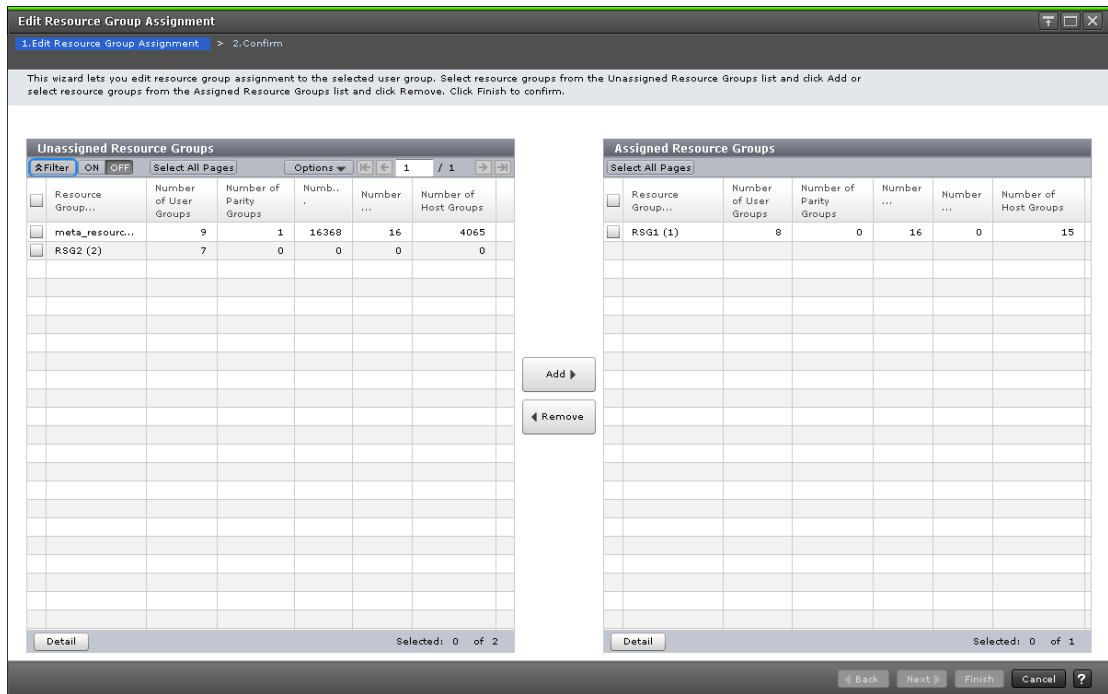 Edit Resource Group Assignment
1.Edit Resource Group Assignment > 2.Confirm
This wizard lets you edit resource group assignment to the selected user group. Select resource groups from the Unassigned Resource Groups list and click Add or
select resource groups from the Assigned Resource Groups list and click Remove. Click Finish to confirm.
Unassigned Resource Groups
Filter ON OFF Select All Pages Options 1 / 1
Resource Group... Number of User Groups Number of Parity Groups Numb... Number ... Number of Host Groups
meta_resourc... 9 1 16368 16 4065
RSG2 (2) 7 0 0 0 0
Detail Selected: 0 of 2
Add
Remove
Assigned Resource Groups
Select All Pages
Resource Group... Number of User Groups Number of Parity Groups Number ... Number ... Number of Host Groups
RSG1 (1) 8 0 16 0 15
Detail Selected: 0 of 1
Back Next Finish Cancel ?